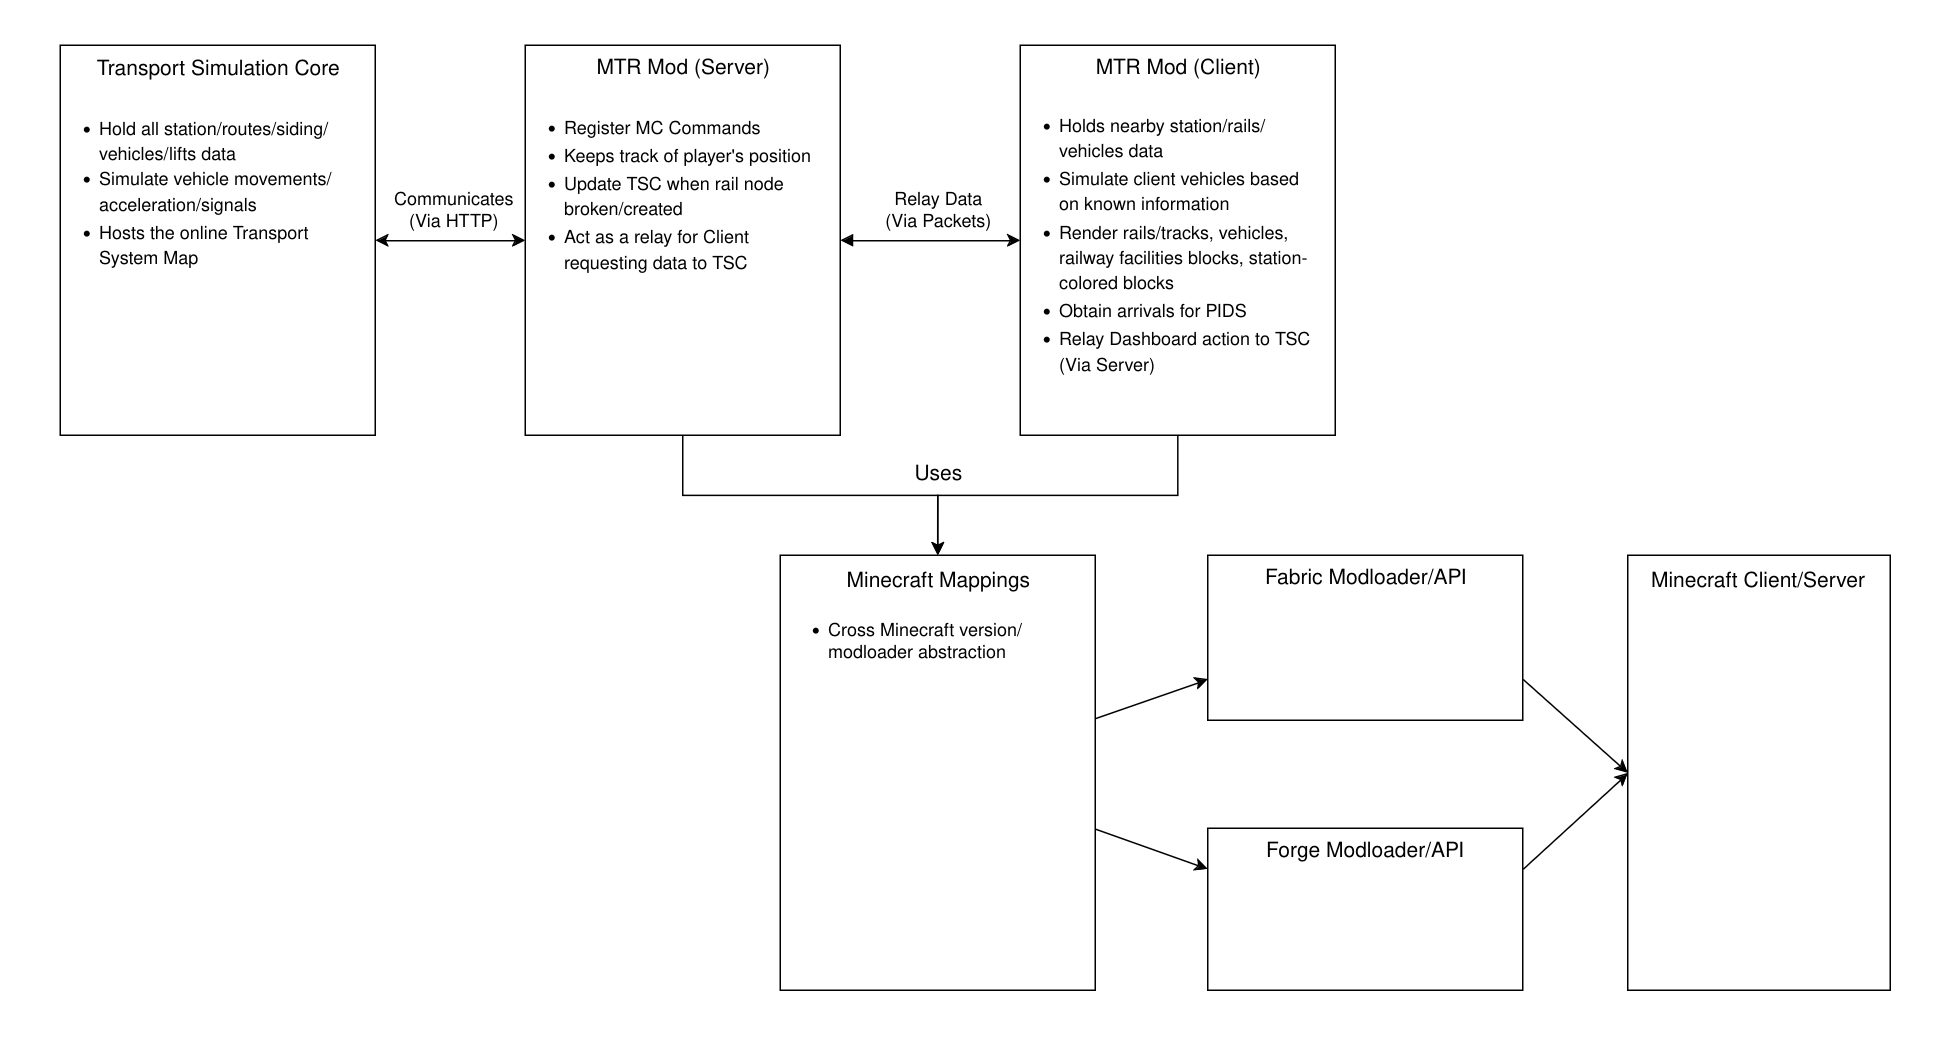 Transport Simulation Core
Hold all station/routes/siding/
vehicles/lifts data
Simulate vehicle movements/
acceleration/signals
Hosts the online Transport
System Map
Communicates
(Via HTTP)
MTR Mod (Server)
Register MC Commands
Keeps track of player's position
Update TSC when rail node
broken/created
Act as a relay for Client
requesting data to TSC
Relay Data
(Via Packets)
MTR Mod (Client)
Holds nearby station/rails/
vehicles data
Simulate client vehicles based
on known information
Render rails/tracks, vehicles,
railway facilities blocks, station-
colored blocks
Obtain arrivals for PIDS
Relay Dashboard action to TSC
(Via Server)
Uses
Minecraft Mappings
Cross Minecraft version/
modloader abstraction
Fabric Modloader/API
Forge Modloader/API
Minecraft Client/Server